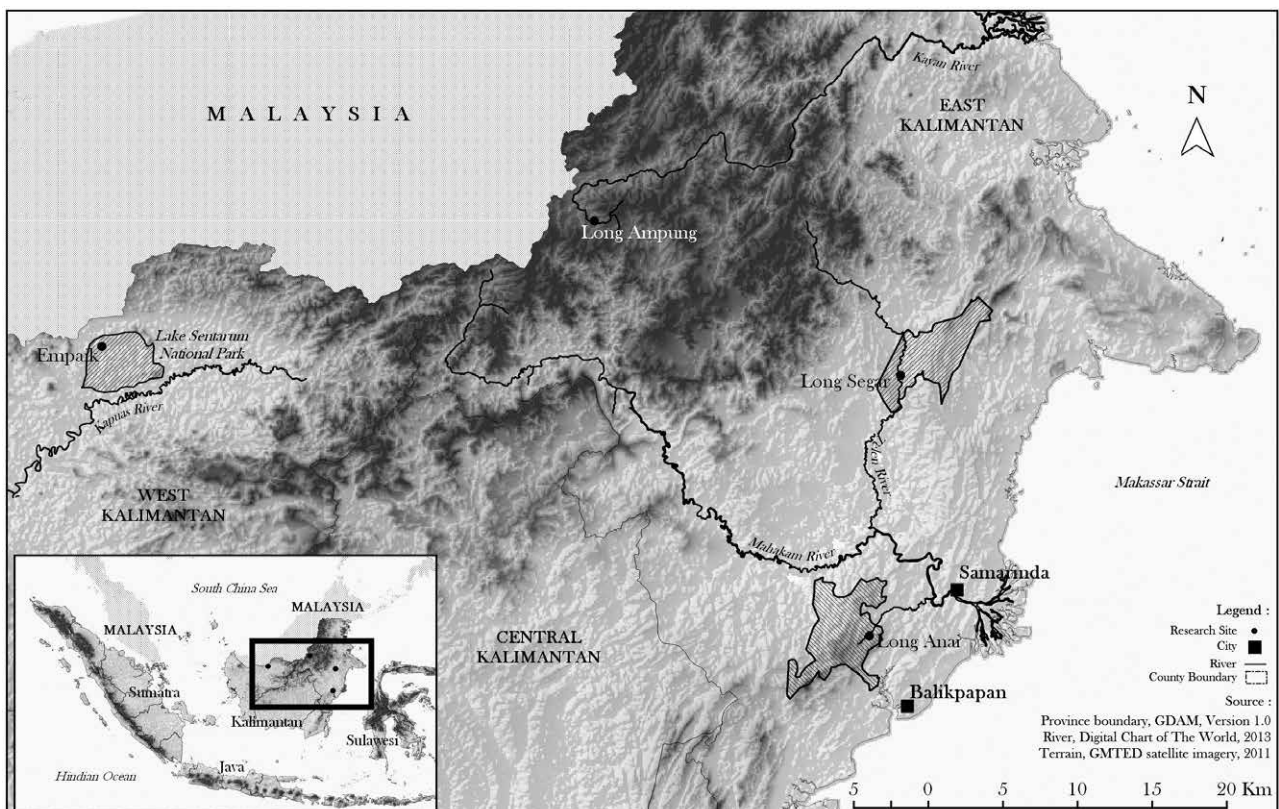 MALAYSIA
Kayan River
EAST
KALIMANTAN
N
Long Ampung
Lake Sentarum
National Park
Empaik
Kapuas River
Long Segar
WEST
KALIMANTAN
Makassar Strait
Mahakam River
Samarinda
CENTRAL
KALIMANTAN
Long Anai
Balikpapan
Legend :
Research Site
City
River
County Boundary
Source :
Province boundary, GDAM, Version 1.0
River, Digital Chart of The World, 2013
Terrain, GMTED satellite imagery, 2011
5 0 5 10 15 20 Km
South China Sea
MALAYSIA
MALAYSIA
Sumatra
Kalimantan
Sulawesi
Java
Hindian Ocean